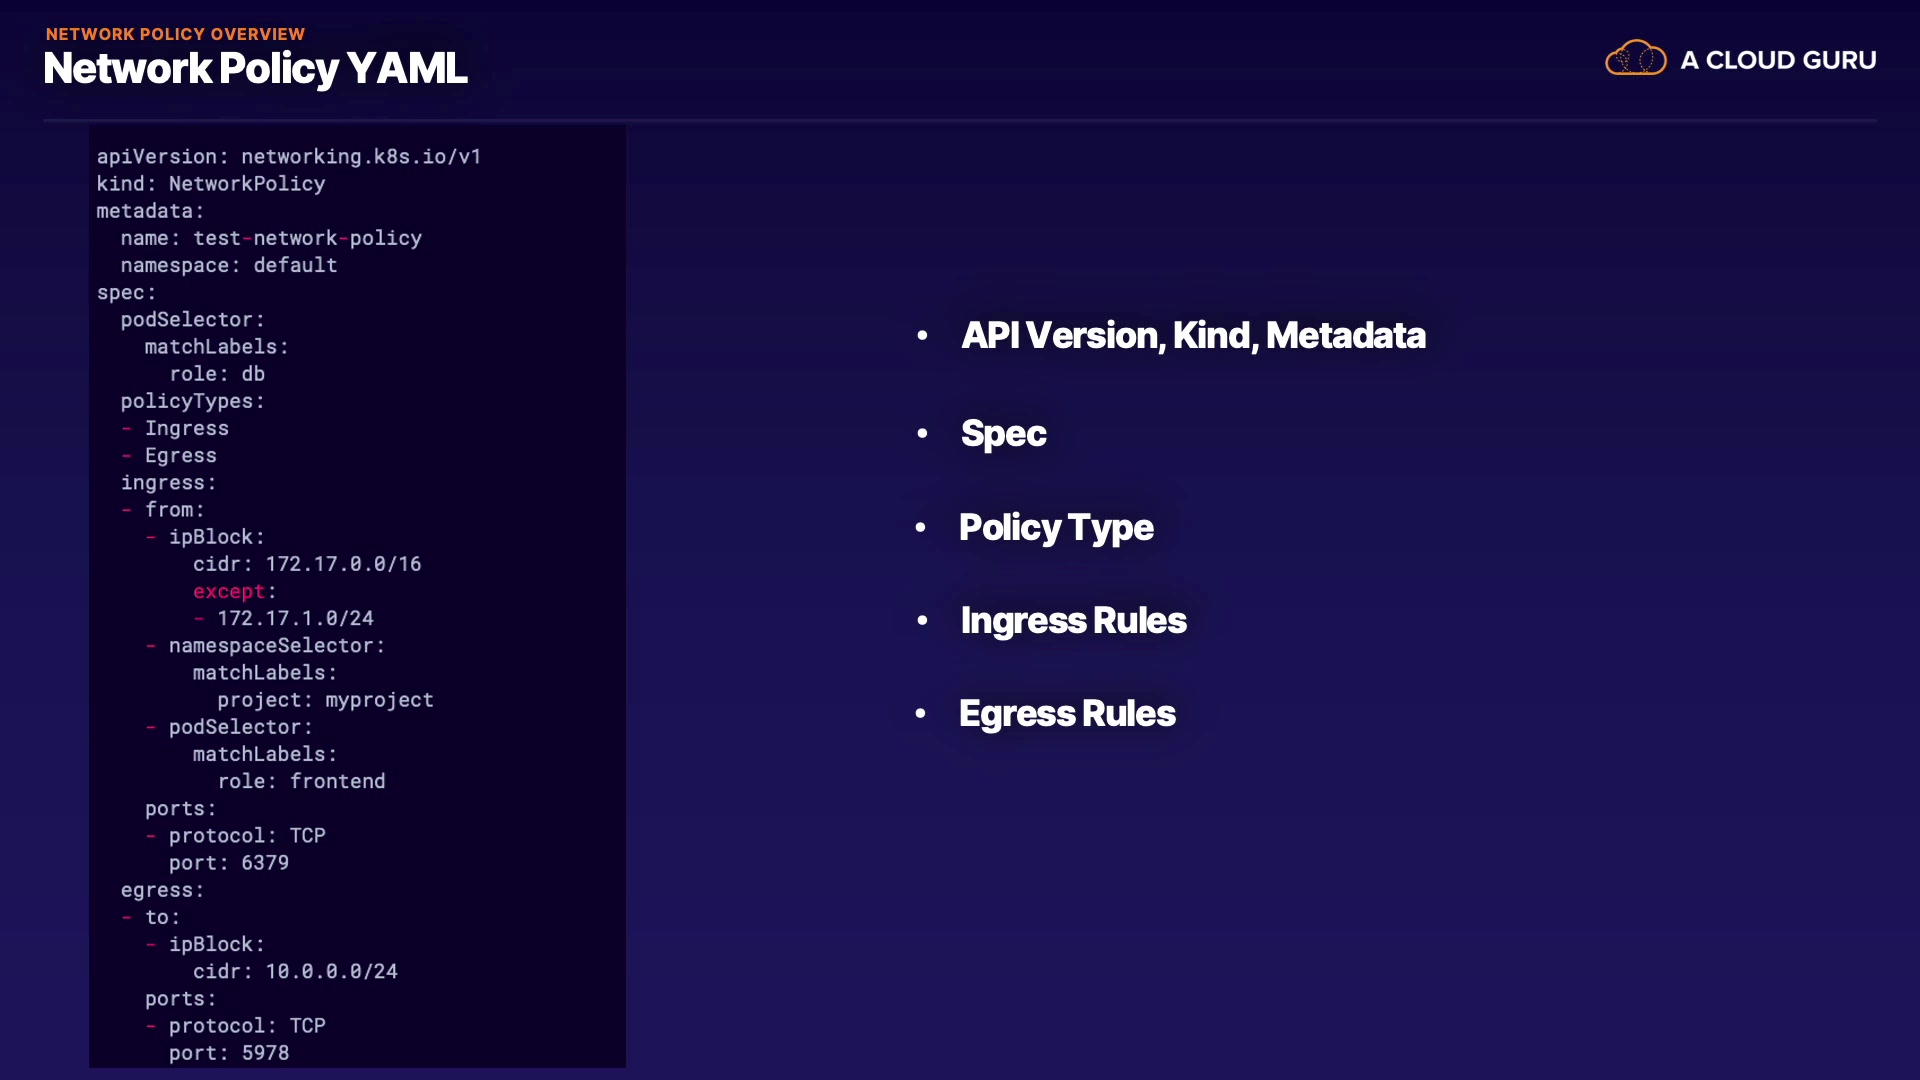 NETWORK POLICY OVERVIEW
Network Policy YAML
A CLOUD GURU
apiVersion: networking.k8s.io/v1
kind: NetworkPolicy
metadata:
  name: test-network-policy
  namespace: default
spec:
  podSelector:
    matchLabels:
      role: db
  policyTypes:
  - Ingress
  - Egress
  ingress:
  - from:
    - ipBlock:
        cidr: 172.17.0.0/16
        except:
        - 172.17.1.0/24
    - namespaceSelector:
        matchLabels:
          project: myproject
    - podSelector:
        matchLabels:
          role: frontend
    ports:
    - protocol: TCP
      port: 6379
  egress:
  - to:
    - ipBlock:
        cidr: 10.0.0.0/24
    ports:
    - protocol: TCP
      port: 5978
• API Version, Kind, Metadata
• Spec
• Policy Type
• Ingress Rules
• Egress Rules